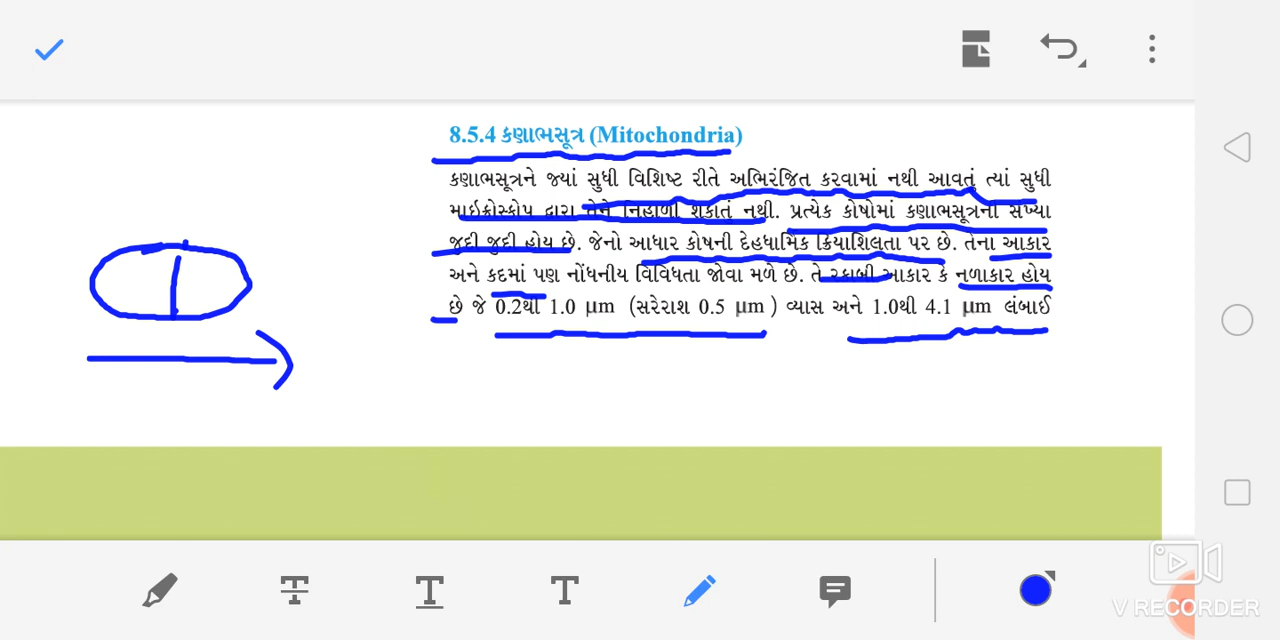 8.5.4 કણાભસૂત્ર (Mitochondria)
કણાભસૂત્રને જ્યાં સુધી વિશિષ્ટ રીતે અભિરંજિત કરવામાં નથી આવતું ત્યાં સુધી
માઇક્રોસ્કોપ દ્વારા તેને નિહાળી શકાતું નથી. પ્રત્યેક કોષોમાં કણાભસૂત્રની સંખ્યા
જુદી જુદી હોય છે. જેનો આધાર કોષની દેહધાર્મિક ક્રિયાશિલતા પર છે. તેના આકાર
અને કદમાં પણ નોંધનીય વિવિધતા જોવા મળે છે. તે રકાબી આકાર કે નળાકાર હોય
છે જે 0.2થી 1.0 µm (સરેરાશ 0.5 µm ) વ્યાસ અને 1.0થી 4.1 µm લંબાઈ
V RECORDER